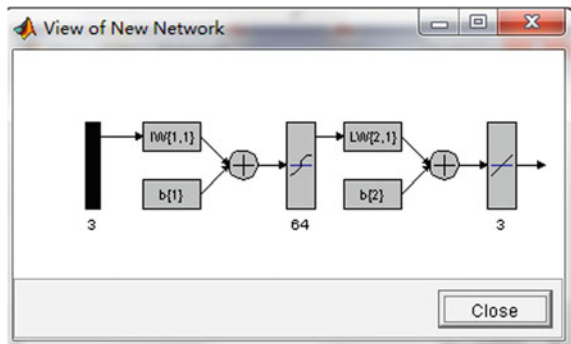 View of New Network
IW{1,1}
LW{2,1}
b{1}
b{2}
3
64
3
Close